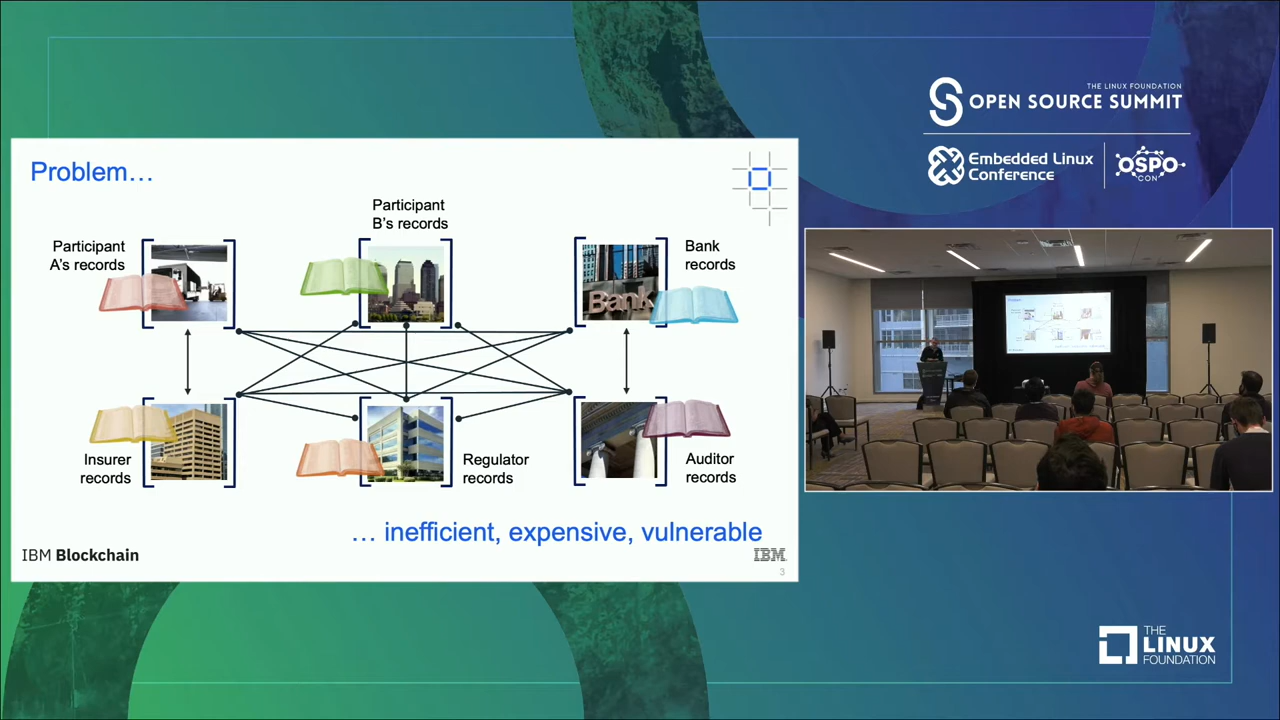 THE LINUX FOUNDATION
OPEN SOURCE SUMMIT
Embedded Linux
Conference
OSPO
CON
Problem…
Participant
A's records
Participant
B's records
Bank
records
Bank
Insurer
records
Regulator
records
Auditor
records
… inefficient, expensive, vulnerable
IBM Blockchain
IBM
3
THE
LINUX
FOUNDATION